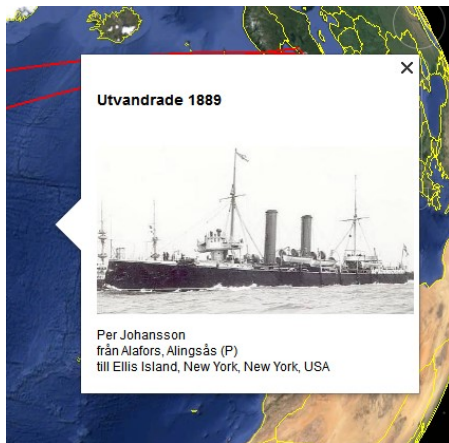 Utvandrade 1889
Per Johansson
från Alafors, Alingsås (P)
till Ellis Island, New York, New York, USA